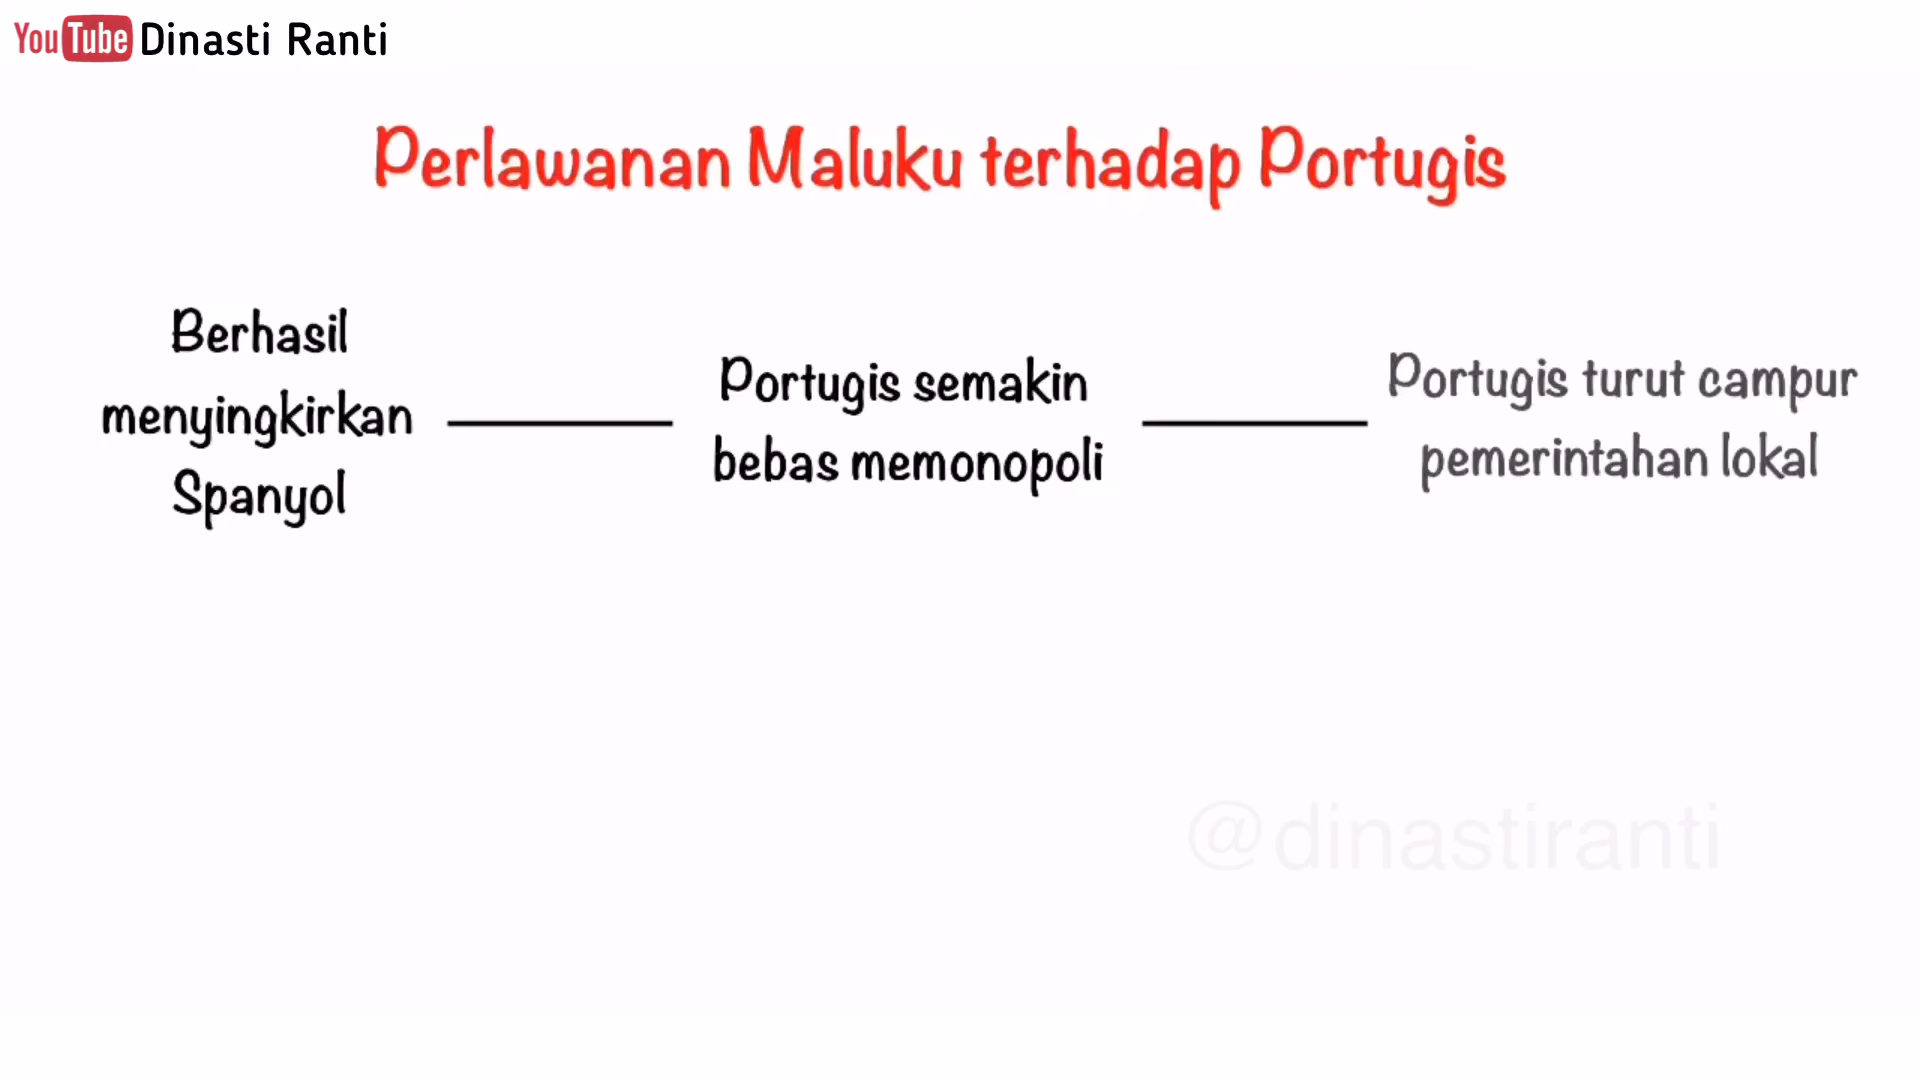 YouTube Dinasti Ranti
Perlawanan Maluku terhadap Portugis
Berhasil
menyingkirkan
Spanyol
Portugis semakin
bebas memonopoli
Portugis turut campur
pemerintahan lokal
@dinastiranti